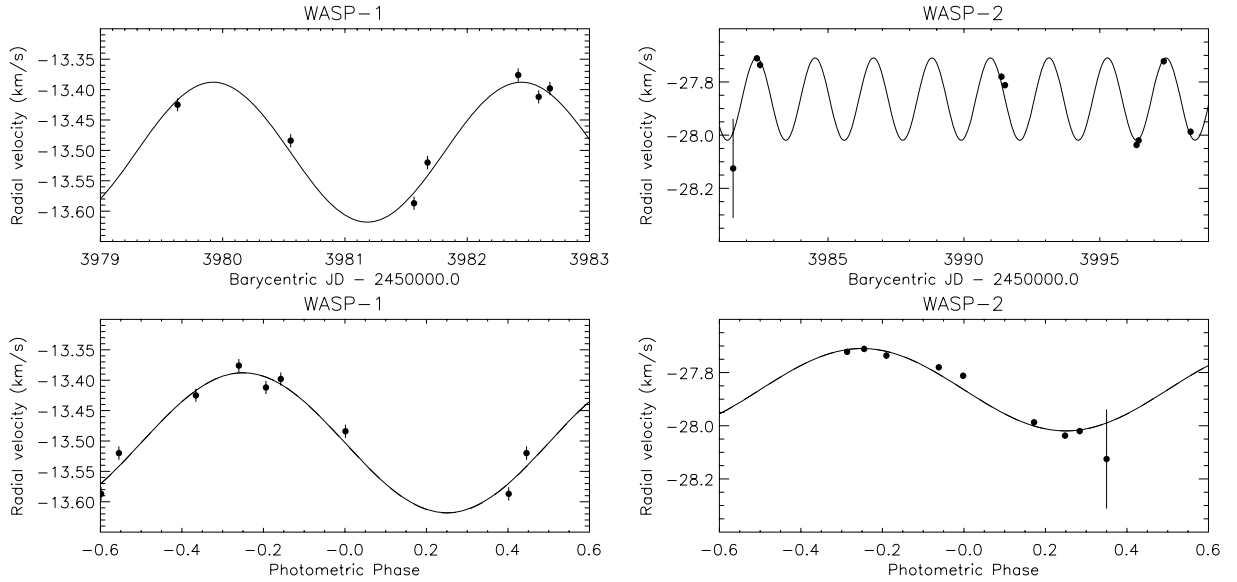 WASP-1
Radial velocity (km/s)
-13.35
-13.40
-13.45
-13.50
-13.55
-13.60
3979 3980 3981 3982 3983
Barycentric JD - 2450000.0
WASP-2
Radial velocity (km/s)
-27.8
-28.0
-28.2
3985 3990 3995
Barycentric JD - 2450000.0
WASP-1
Radial velocity (km/s)
-13.35
-13.40
-13.45
-13.50
-13.55
-13.60
-0.6 -0.4 -0.2 -0.0 0.2 0.4 0.6
Photometric Phase
WASP-2
Radial velocity (km/s)
-27.8
-28.0
-28.2
-0.6 -0.4 -0.2 -0.0 0.2 0.4 0.6
Photometric Phase